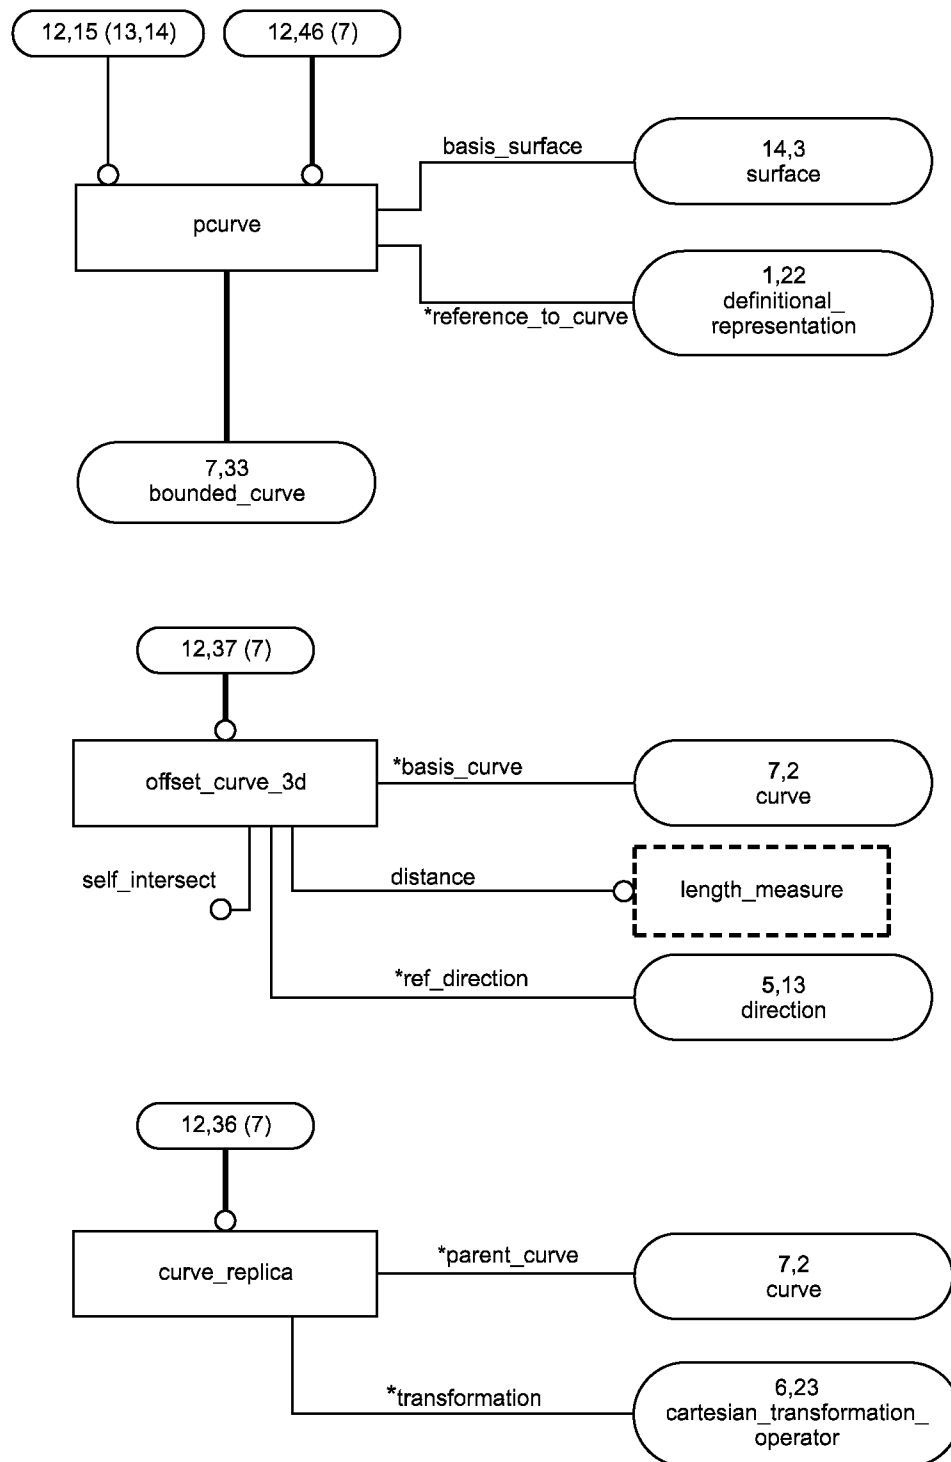 12,15 (13,14)
12,46 (7)
basis_surface
14,3
surface
pcurve
1,22
definitional_
representation
*reference_to_curve
7,33
bounded_curve
12,37 (7)
*basis_curve
offset_curve_3d
7,2
curve
self_intersect
distance
length_measure
*ref_direction
5,13
direction
12,36 (7)
*parent_curve
curve_replica
7,2
curve
*transformation
6,23
cartesian_transformation_
operator